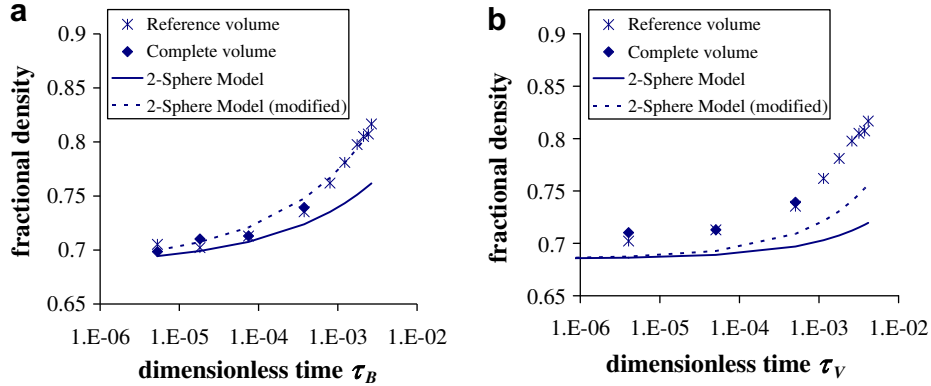 a
Reference volume
Complete volume
2-Sphere Model
2-Sphere Model (modified)
fractional density
0.9
0.85
0.8
0.75
0.7
0.65
1.E-06 1.E-05 1.E-04 1.E-03 1.E-02
dimensionless time τB
b
Reference volume
Complete volume
2-Sphere Model
2-Sphere Model (modified)
fractional density
0.9
0.85
0.8
0.75
0.7
0.65
1.E-06 1.E-05 1.E-04 1.E-03 1.E-02
dimensionless time τV